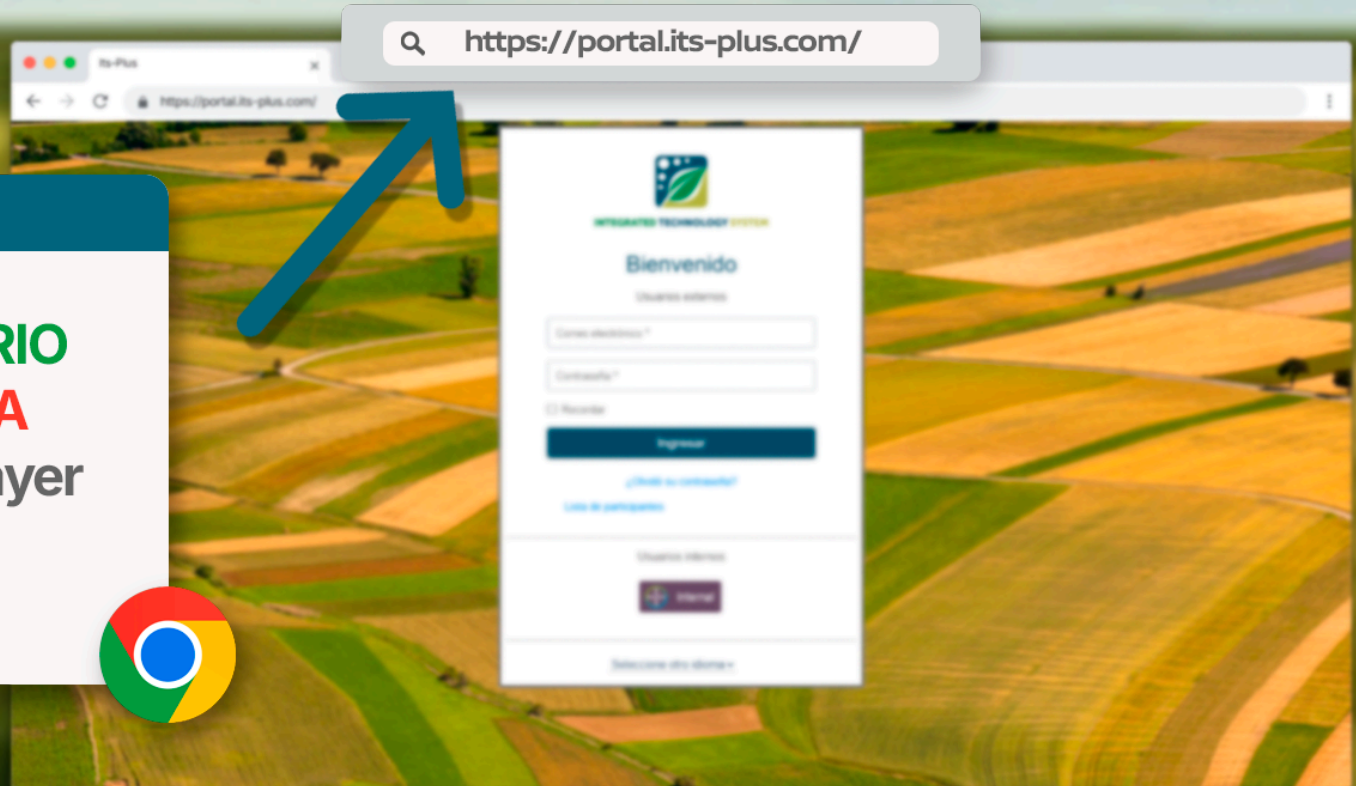 https://portal.its-plus.com/
Its-Plus
https://portal.its-plus.com/
RIO
A
ayer
INTEGRATED TECHNOLOGY SYSTEM
Bienvenido
Usuarios externos
Correo electrónico *
Contraseña *
Recordar
Ingresar
¿Olvidó su contraseña?
Lista de participantes
Usuarios internos
Internal
Seleccione otro idioma